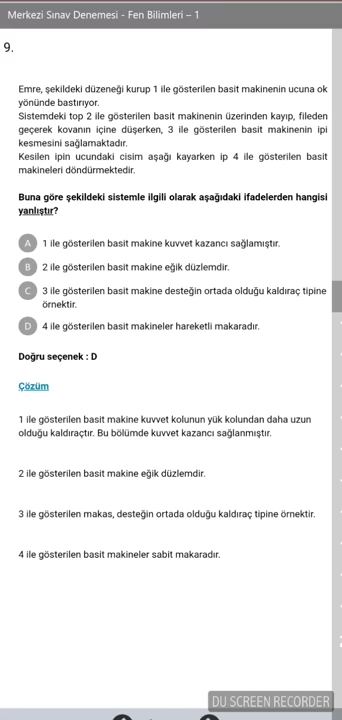 Merkezi Sınav Denemesi - Fen Bilimleri – 1
9.
Emre, şekildeki düzeneği kurup 1 ile gösterilen basit makinenin ucuna ok
yönünde bastırıyor.
Sistemdeki top 2 ile gösterilen basit makinenin üzerinden kayıp, fileden
geçerek kovanın içine düşerken, 3 ile gösterilen basit makinenin ipi
kesmesini sağlamaktadır.
Kesilen ipin ucundaki cisim aşağı kayarken ip 4 ile gösterilen basit
makineleri döndürmektedir.
Buna göre şekildeki sistemle ilgili olarak aşağıdaki ifadelerden hangisi
yanlıştır?
A 1 ile gösterilen basit makine kuvvet kazancı sağlamıştır.
B 2 ile gösterilen basit makine eğik düzlemdir.
C 3 ile gösterilen basit makine desteğin ortada olduğu kaldıraç tipine
örnektir.
D 4 ile gösterilen basit makineler hareketli makaradır.
Doğru seçenek : D
Çözüm
1 ile gösterilen basit makine kuvvet kolunun yük kolundan daha uzun
olduğu kaldıraçtır. Bu bölümde kuvvet kazancı sağlanmıştır.
2 ile gösterilen basit makine eğik düzlemdir.
3 ile gösterilen makas, desteğin ortada olduğu kaldıraç tipine örnektir.
4 ile gösterilen basit makineler sabit makaradır.
DU SCREEN RECORDER